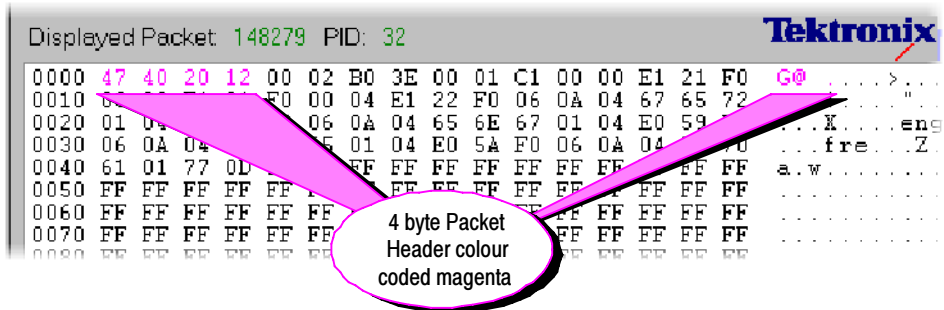 Displayed Packet: 148279 PID: 32
Tektronix
0000 47 40 20 12 00 02 B0 3E 00 01 C1 00 00 E1 21 F0 G@ ....>...
0010 F0 00 04 E1 22 F0 06 0A 04 67 65 72 "..
0020 01 04 06 0A 04 65 6E 67 01 04 E0 59 ...X....eng
0030 06 0A 04 01 04 E0 5A F0 06 0A 04 ...fre...Z.
0040 61 01 77 0D FF FF FF FF FF FF FF a.w.........
0050 FF FF FF FF FF FF FF FF FF FF FF FF FF ............
0060 FF FF FF FF FF FF FF FF FF FF FF ............
0070 FF FF FF FF FF FF FF FF FF FF ............
4 byte Packet
Header colour
coded magenta